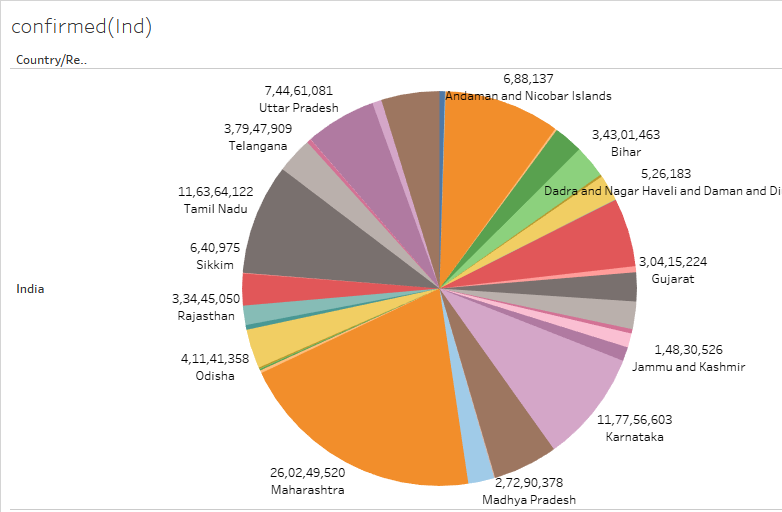 confirmed(Ind)
Country/Re..
India
6,88,137
Andaman and Nicobar Islands
3,43,01,463
Bihar
5,26,183
Dadra and Nagar Haveli and Daman and Di
3,04,15,224
Gujarat
1,48,30,526
Jammu and Kashmir
11,77,56,603
Karnataka
2,72,90,378
Madhya Pradesh
26,02,49,520
Maharashtra
4,11,41,358
Odisha
3,34,45,050
Rajasthan
6,40,975
Sikkim
11,63,64,122
Tamil Nadu
3,79,47,909
Telangana
7,44,61,081
Uttar Pradesh